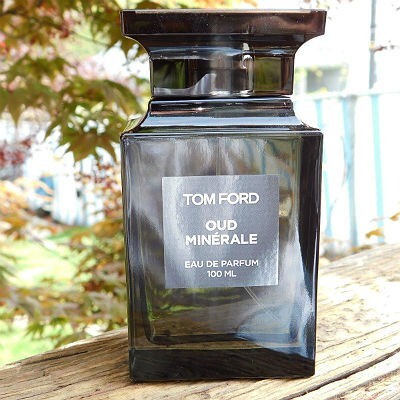 TOM FORD
OUD
MINÉRALE
EAU DE PARFUM
100 ML